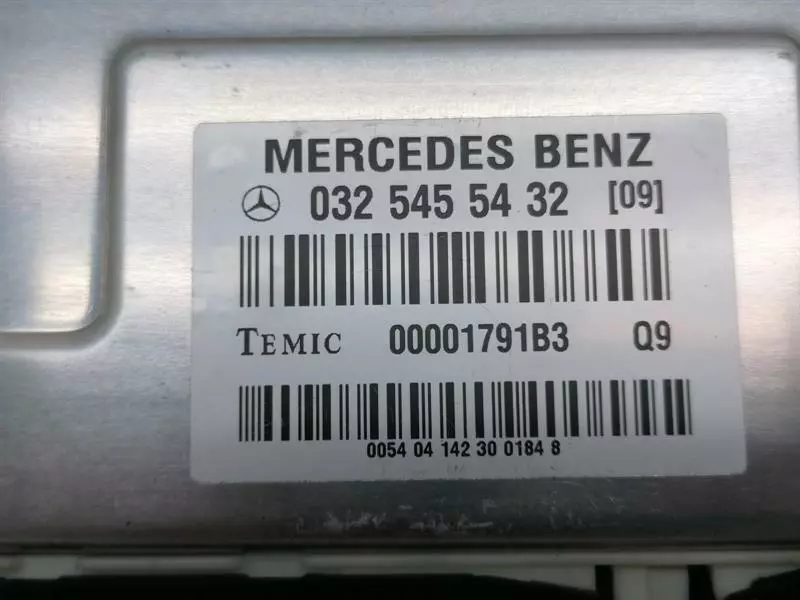 MERCEDES BENZ
032 545 54 32 [09]
TEMIC 00001791B3 Q9
0054 04 142 30 0184 8